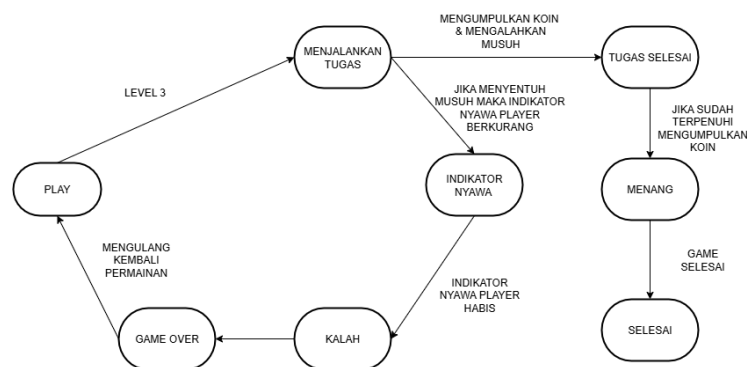 MENGUMPULKAN KOIN
& MENGALAHKAN
MUSUH
MENJALANKAN
TUGAS
TUGAS SELESAI
LEVEL 3
JIKA MENYENTUH
MUSUH MAKA INDIKATOR
NYAWA PLAYER
BERKURANG
JIKA SUDAH
TERPENUHI
MENGUMPULKAN
KOIN
PLAY
INDIKATOR
NYAWA
MENANG
MENGULANG
KEMBALI
PERMAINAN
GAME
SELESAI
INDIKATOR
NYAWA PLAYER
HABIS
GAME OVER
KALAH
SELESAI